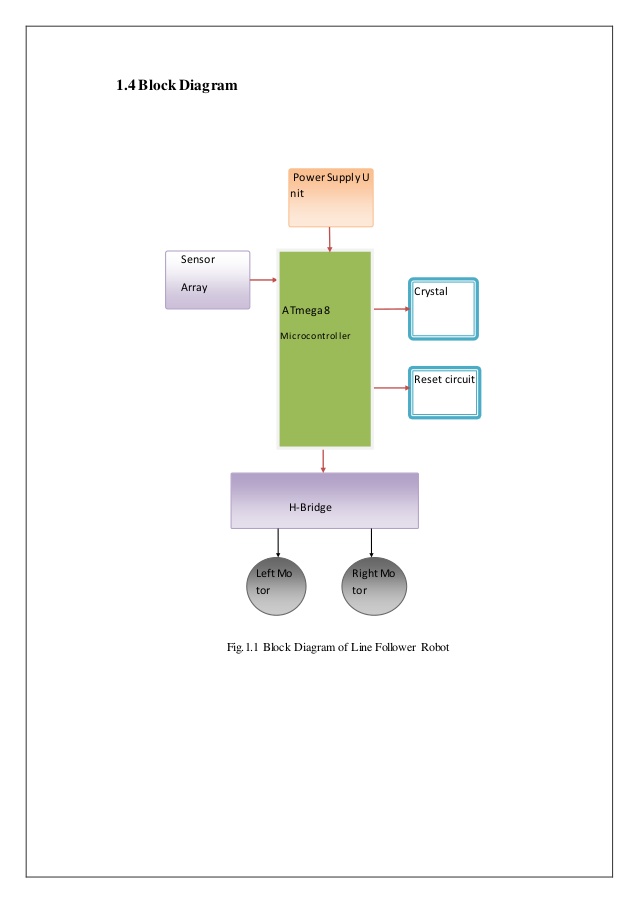 1.4 Block Diagram
Power Supply U
nit
Sensor
Array
ATmega8
Microcontroller
Crystal
Reset circuit
H-Bridge
Left Mo
tor
Right Mo
tor
Fig.1.1 Block Diagram of Line Follower Robot